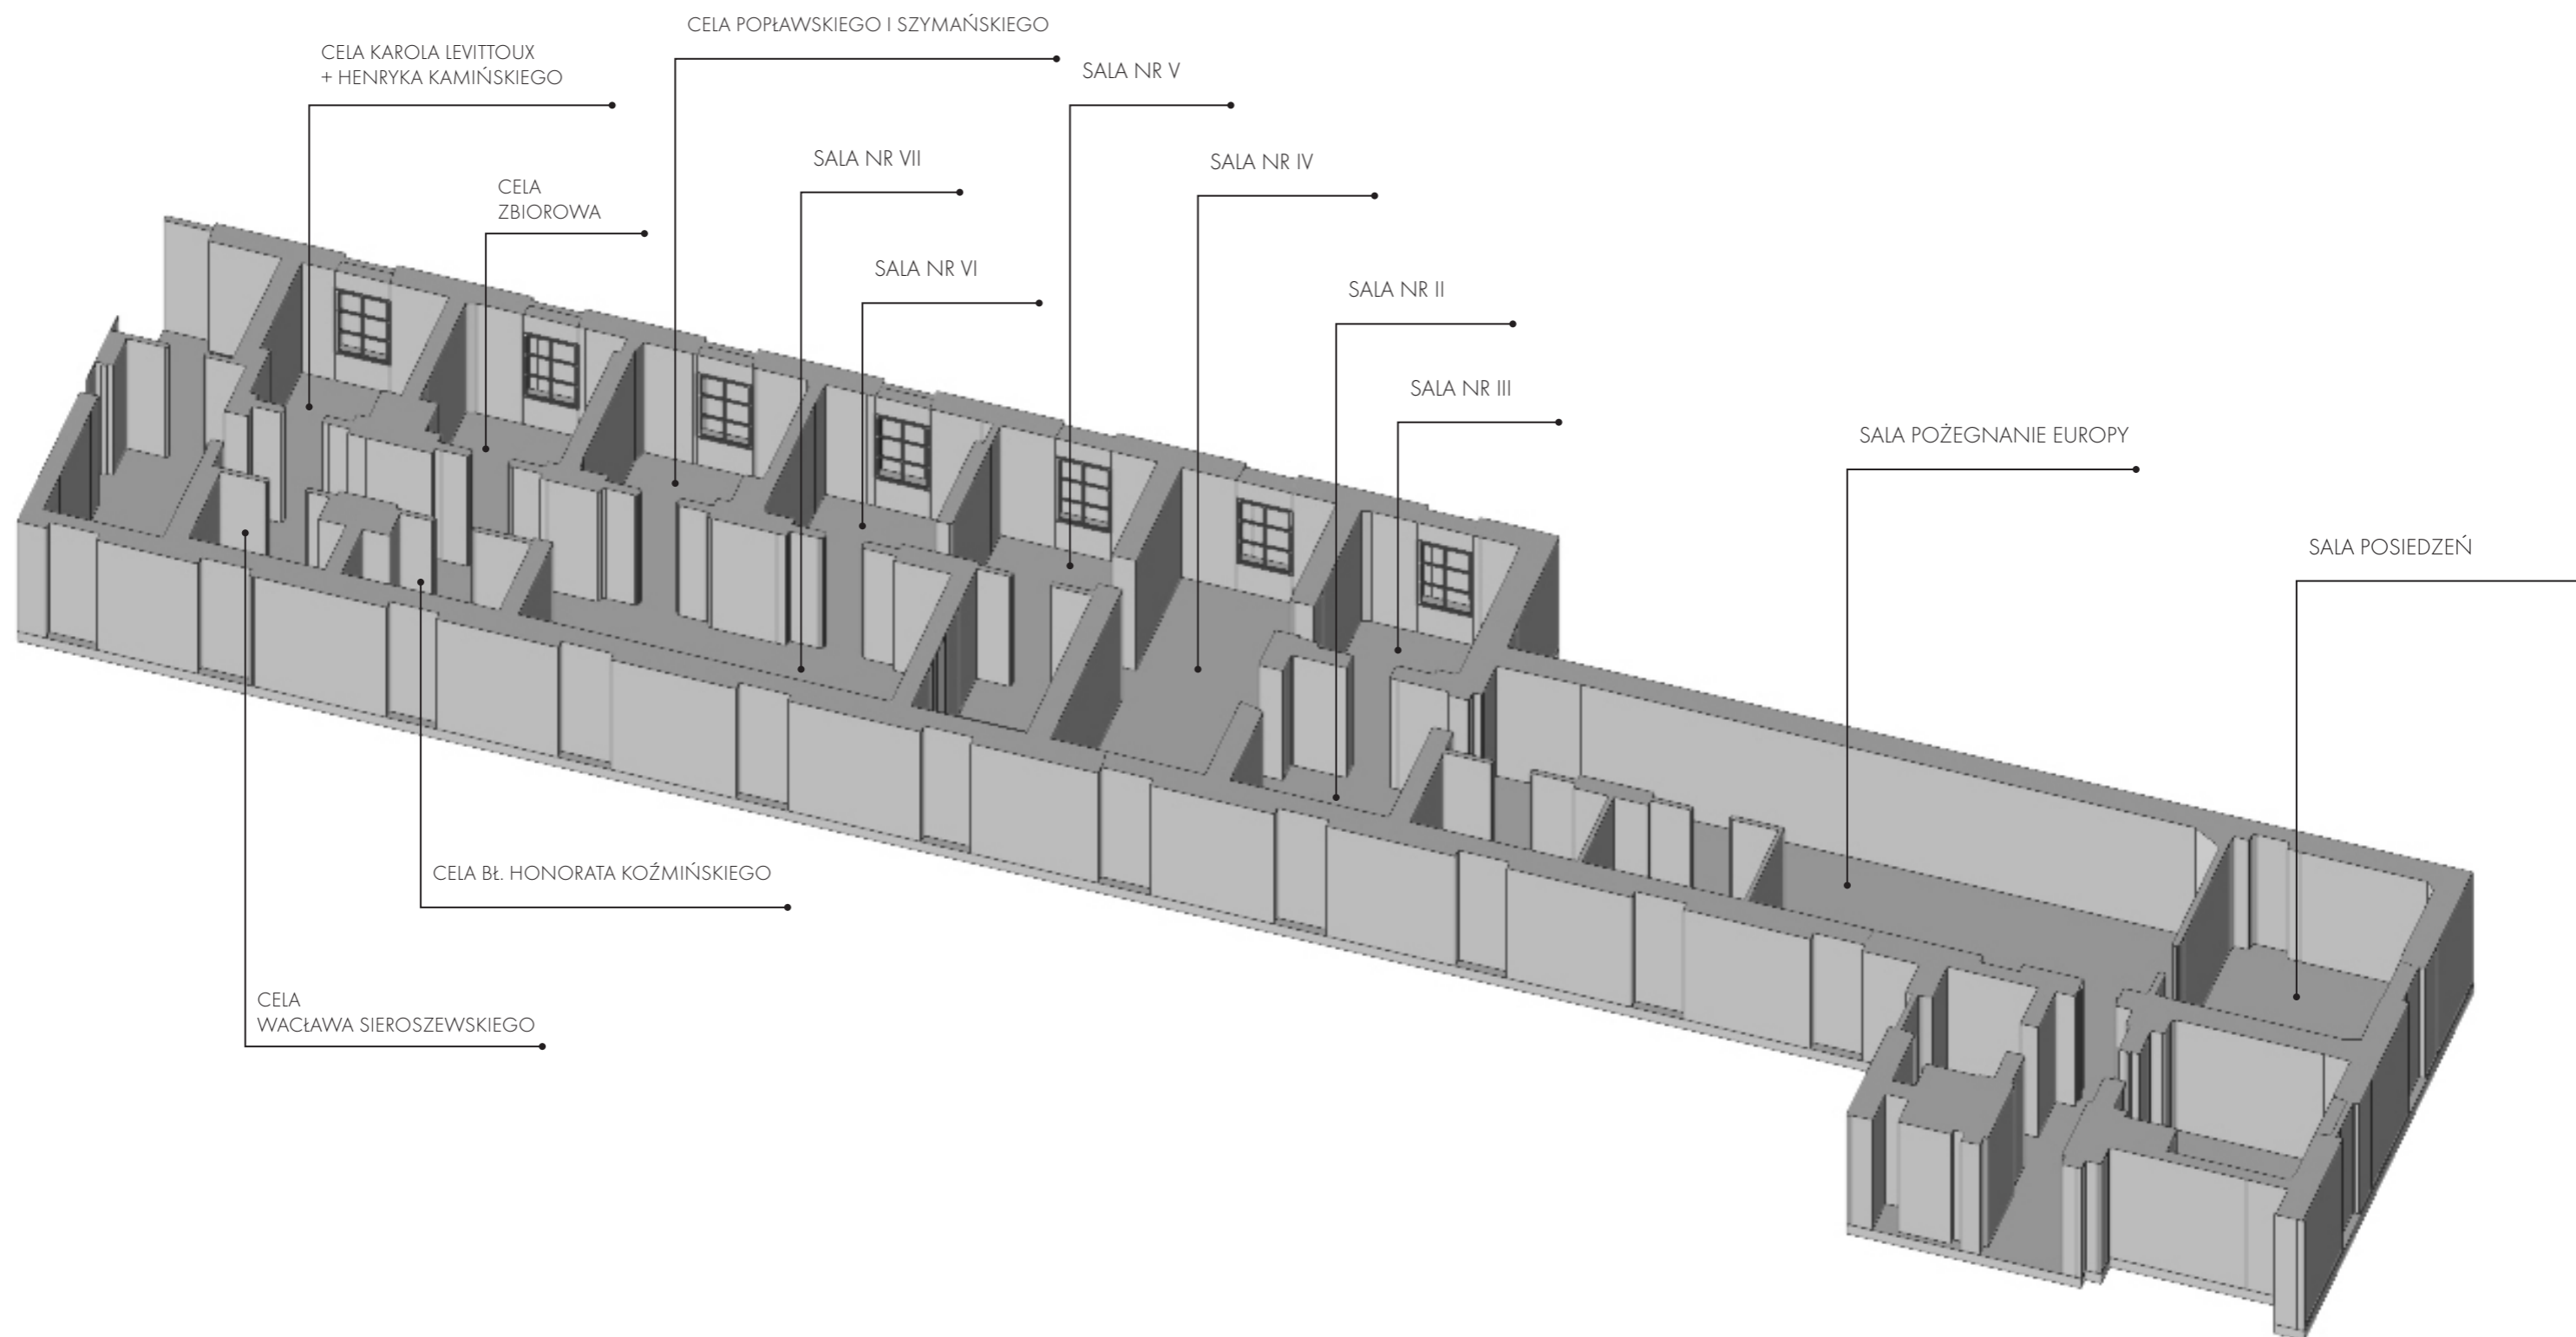 CELA POPŁAWSKIEGO I SZYMAŃSKIEGO
CELA KAROLA LEVITTOUX
+ HENRYKA KAMIŃSKIEGO
SALA NR V
SALA NR VII
SALA NR IV
CELA
ZBIOROWA
SALA NR VI
SALA NR II
SALA NR III
SALA POŻEGNANIE EUROPY
SALA POSIEDZEŃ
CELA BŁ. HONORATA KOŹMIŃSKIEGO
CELA
WACŁAWA SIEROSZEWSKIEGO